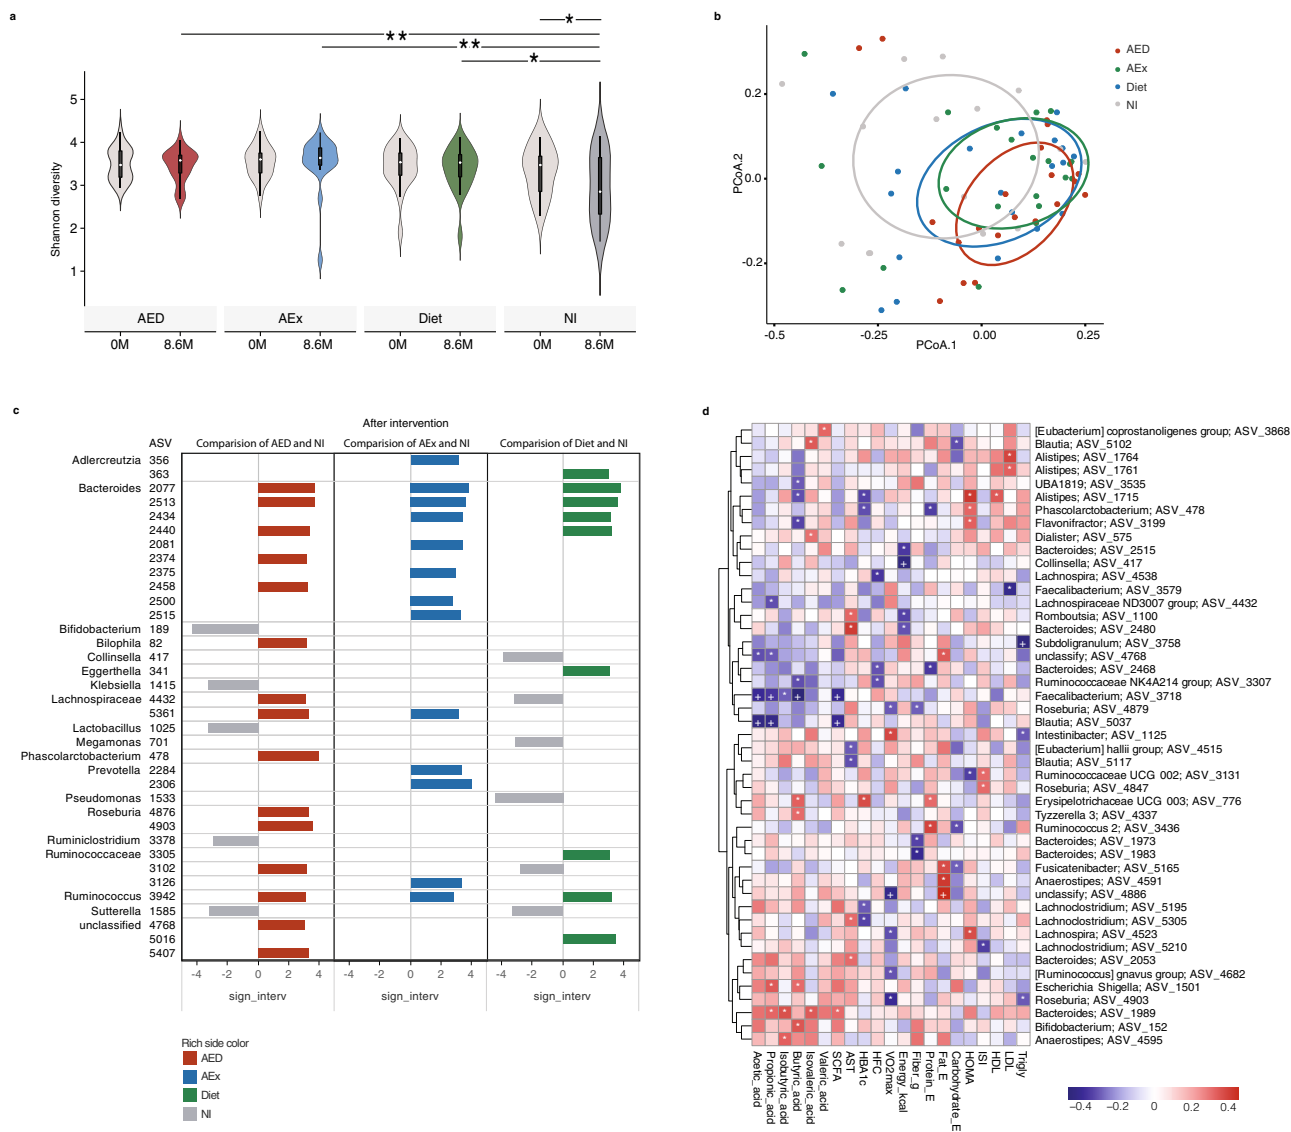 a
*
**
**
*
Shannon diversity
5
4
3
2
1
AED
AEx
Diet
NI
0M
8.6M
0M
8.6M
0M
8.6M
0M
8.6M
b
AED
AEx
Diet
NI
PCoA.2
0.2
0.0
-0.2
-0.5
-0.25
0.00
0.25
PCoA.1
c
After intervention
ASV
Comparision of AED and NI
Comparision of AEx and NI
Comparision of Diet and NI
Adlercreutzia 356
363
Bacteroides 2077
2513
2434
2440
2081
2374
2375
2458
2500
2515
Bifidobacterium 189
Bilophila 82
Collinsella 417
Eggerthella 341
Klebsiella 1415
Lachnospiraceae 4432
5361
Lactobacillus 1025
Megamonas 701
Phascolarctobacterium 478
Prevotella 2284
2306
Pseudomonas 1533
Roseburia 4876
4903
Ruminiclostridium 3378
Ruminococcaceae 3305
3102
3126
Ruminococcus 3942
Sutterella 1585
unclassified 4768
5016
5407
-4 -2 0 2 4
-4 -2 0 2 4
-4 -2 0 2 4
sign_interv
sign_interv
sign_interv
Rich side color
AED
AEx
Diet
NI
d
[Eubacterium] coprostanoligenes group; ASV_3868
Blautia; ASV_5102
Alistipes; ASV_1764
Alistipes; ASV_1761
UBA1819; ASV_3535
Alistipes; ASV_1715
Phascolarctobacterium; ASV_478
Flavonifractor; ASV_3199
Dialister; ASV_575
Bacteroides; ASV_2515
Collinsella; ASV_417
Lachnospira; ASV_4538
Faecalibacterium; ASV_3579
Lachnospiraceae ND3007 group; ASV_4432
Romboutsia; ASV_1100
Bacteroides; ASV_2480
Subdoligranulum; ASV_3758
unclassify; ASV_4768
Bacteroides; ASV_2468
Ruminococcaceae NK4A214 group; ASV_3307
Faecalibacterium; ASV_3718
Roseburia; ASV_4879
Blautia; ASV_5037
Intestinibacter; ASV_1125
[Eubacterium] hallii group; ASV_4515
Blautia; ASV_5117
Ruminococcaceae UCG 002; ASV_3131
Roseburia; ASV_4847
Erysipelotrichaceae UCG 003; ASV_776
Tyzzerella 3; ASV_4337
Ruminococcus 2; ASV_3436
Bacteroides; ASV_1973
Bacteroides; ASV_1983
Fusicatenibacter; ASV_5165
Anaerostipes; ASV_4591
unclassify; ASV_4886
Lachnoclostridium; ASV_5195
Lachnoclostridium; ASV_5305
Lachnospira; ASV_4523
Lachnoclostridium; ASV_5210
Bacteroides; ASV_2053
[Ruminococcus] gnavus group; ASV_4682
Escherichia Shigella; ASV_1501
Roseburia; ASV_4903
Bacteroides; ASV_1989
Bifidobacterium; ASV_152
Anaerostipes; ASV_4595
Acetic_acid
Propionic_acid
Isobutyric_acid
Butyric_acid
Isovaleric_acid
Valeric_acid
SCFA
AST
HBA1c
HFC
VO2max
Energy_kcal
Fiber_g
Protein_E
Fat_E
Carbohydrate_E
HOMA
ISI
HDL
LDL
Trigly
−0.4 −0.2 0 0.2 0.4